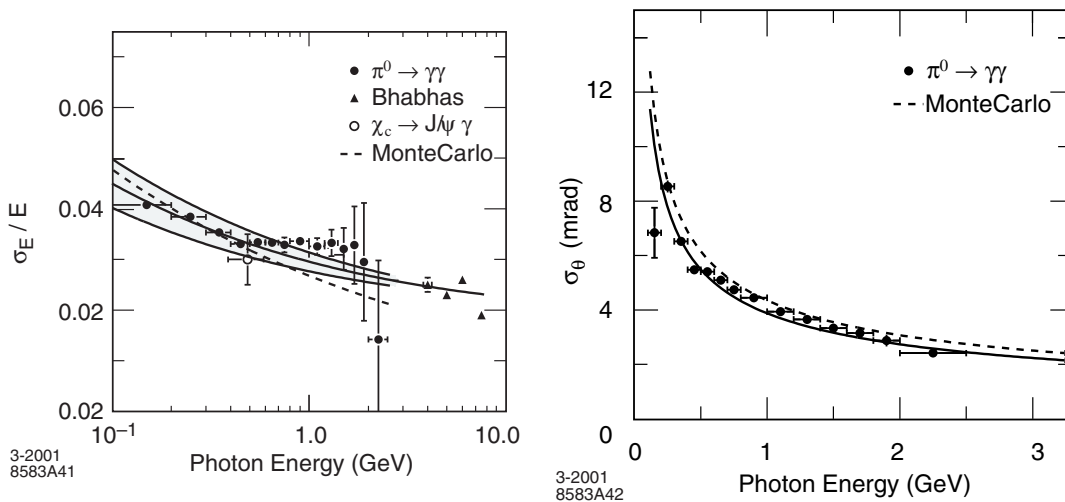 π⁰ → γγ
Bhabhas
χc → J/ψ γ
MonteCarlo
0.06
0.04
0.02
0.02
σE / E
10⁻¹
1.0
10.0
Photon Energy (GeV)
3-2001
8583A41
π⁰ → γγ
MonteCarlo
12
8
4
0
σθ (mrad)
0
1
2
3
Photon Energy (GeV)
3-2001
8583A42